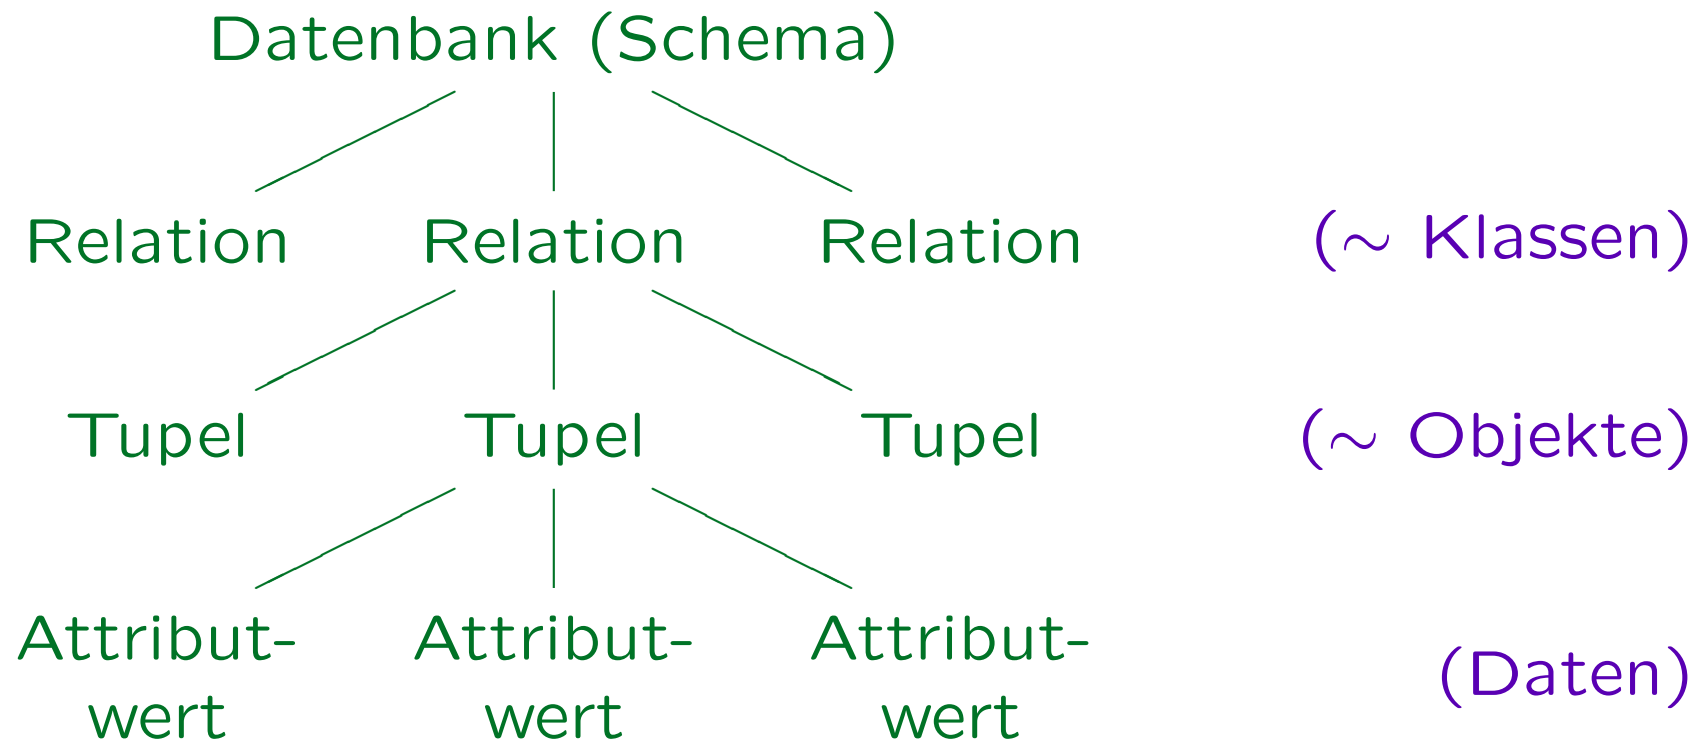 Datenbank (Schema)
Relation Relation Relation (~ Klassen)
Tupel Tupel Tupel (~ Objekte)
Attribut- Attribut- Attribut-
wert wert wert (Daten)